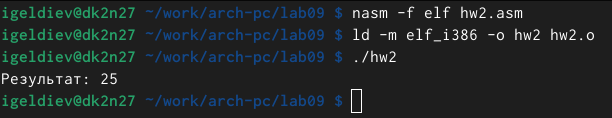 igeldiev@dk2n27 ~/work/arch-pc/lab09 $ nasm -f elf hw2.asm
igeldiev@dk2n27 ~/work/arch-pc/lab09 $ ld -m elf_i386 -o hw2 hw2.o
igeldiev@dk2n27 ~/work/arch-pc/lab09 $ ./hw2
Результат: 25
igeldiev@dk2n27 ~/work/arch-pc/lab09 $